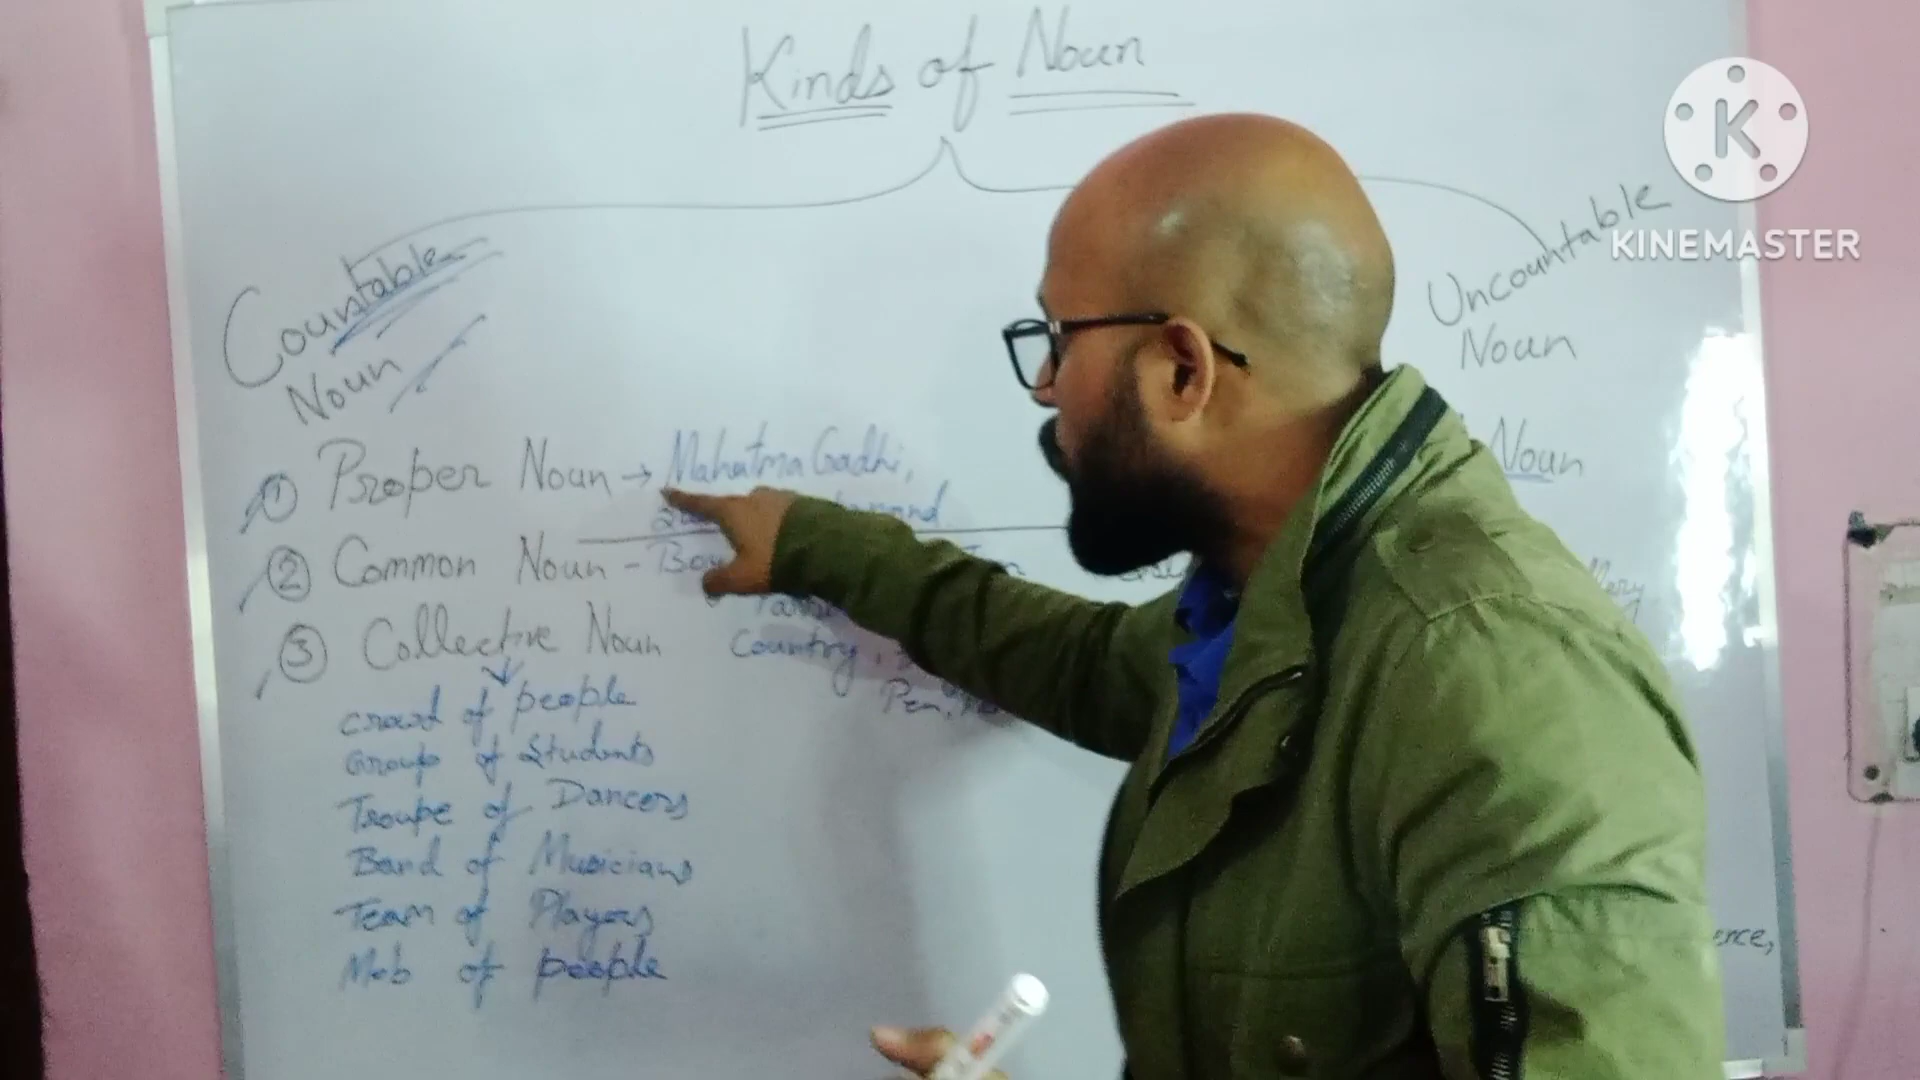 Kinds of Noun
K
KINEMASTER
Countable
Noun
Uncountable
Noun
① Proper Noun → Mahatma Gadhi,
Noun
② Common Noun - Boy
③ Collective Noun
Country,
Pen,
crowd of people
Group of Students
Troupe of Dancers
Band of Musicians
Team of Players
Mob of people